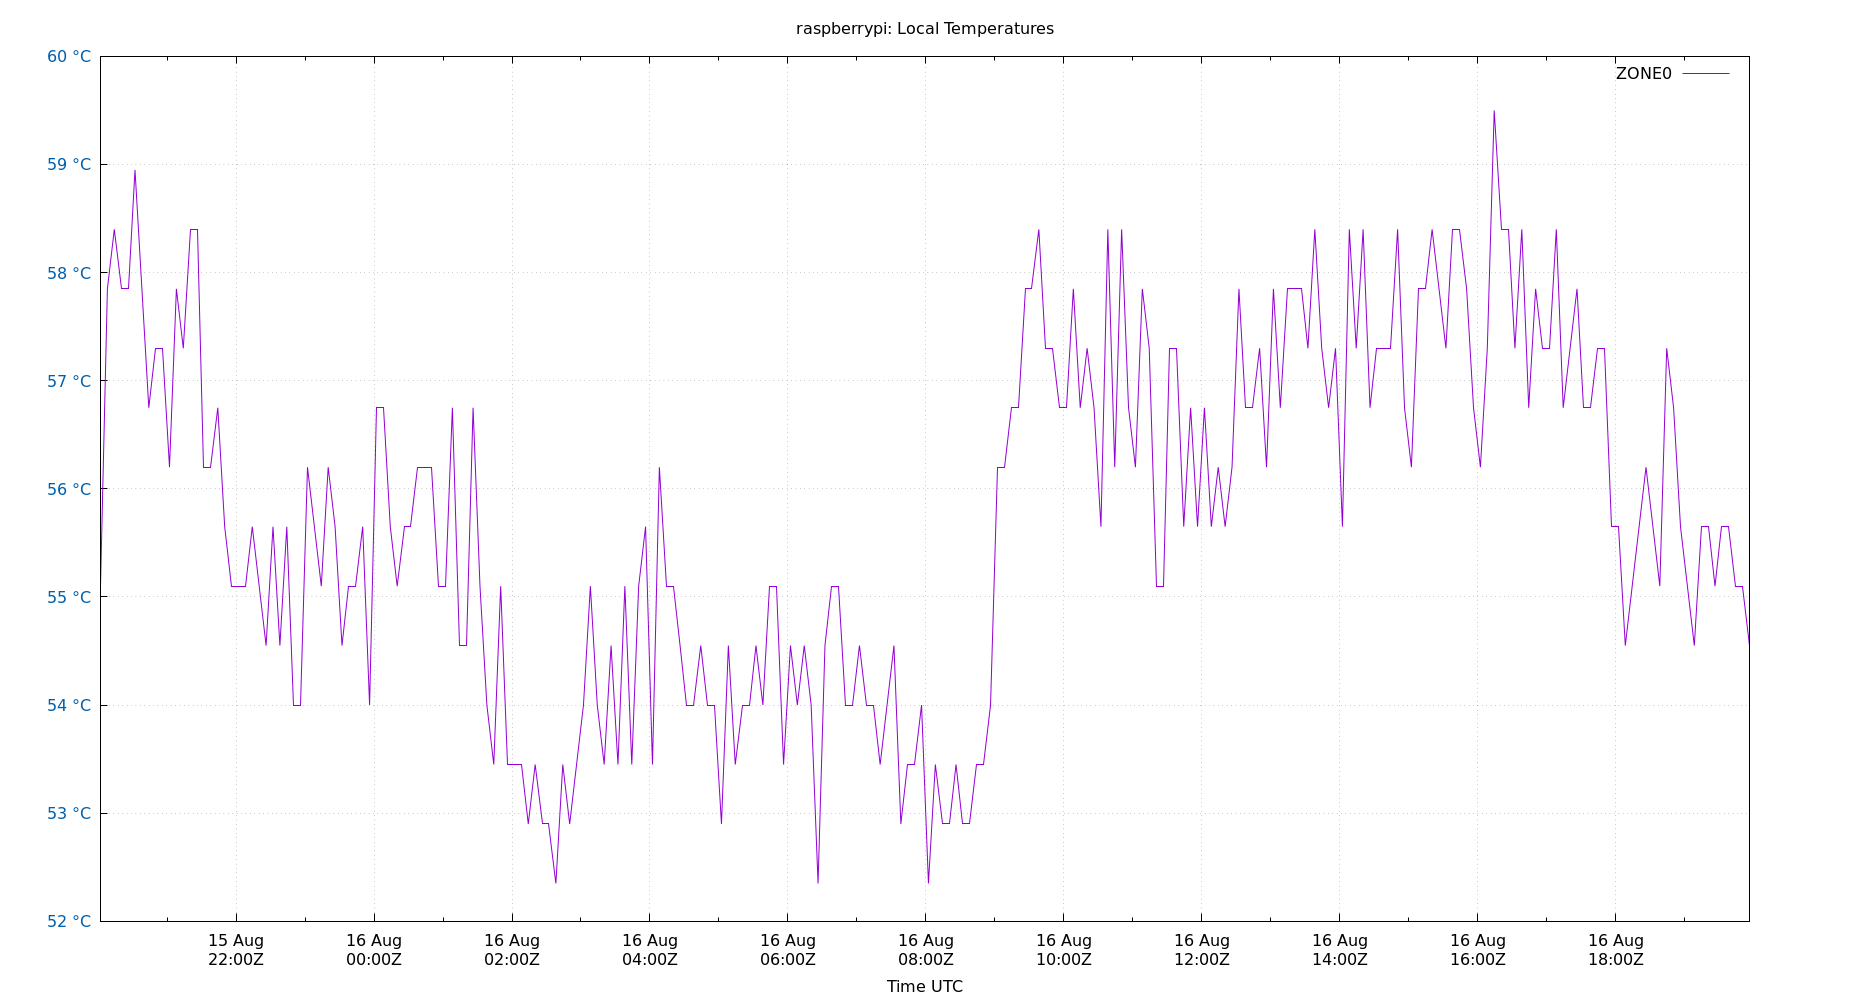 raspberrypi: Local Temperatures
60 °C
ZONE0
59 °C
58 °C
57 °C
56 °C
55 °C
54 °C
53 °C
52 °C
15 Aug 16 Aug 16 Aug 16 Aug 16 Aug 16 Aug 16 Aug 16 Aug 16 Aug 16 Aug 16 Aug
22:00Z 00:00Z 02:00Z 04:00Z 06:00Z 08:00Z 10:00Z 12:00Z 14:00Z 16:00Z 18:00Z
Time UTC